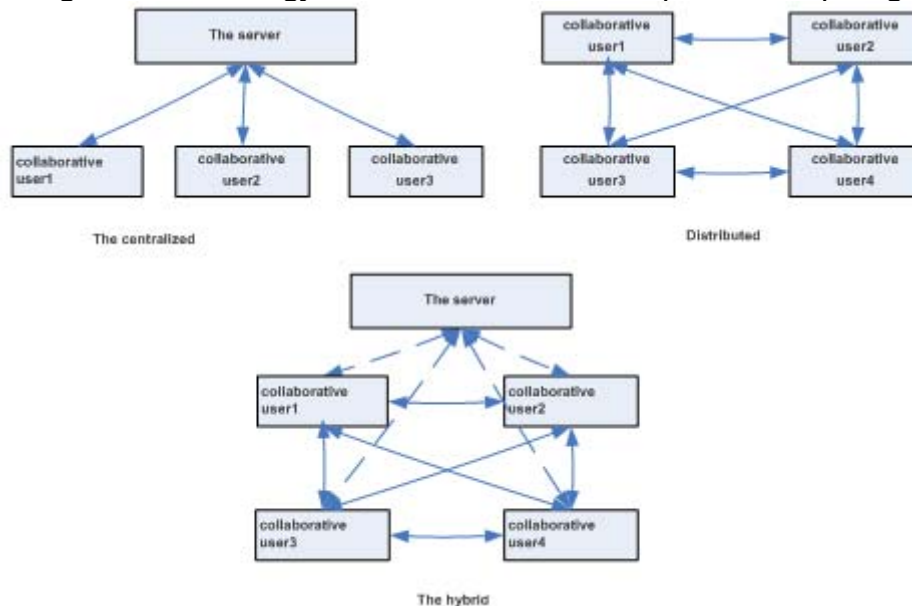 The server
collaborative
user1
collaborative
user2
collaborative
user3
The centralized
collaborative
user1
collaborative
user2
collaborative
user3
collaborative
user4
Distributed
The server
collaborative
user1
collaborative
user2
collaborative
user3
collaborative
user4
The hybrid